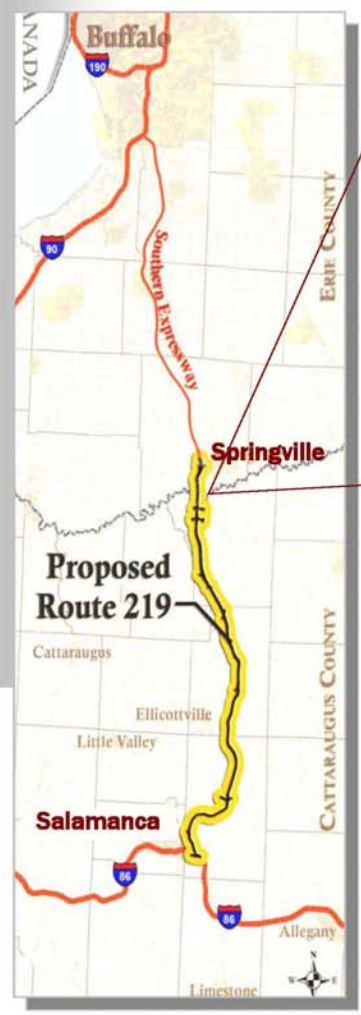 CANADA
Buffalo
190
90
ERIE COUNTY
Southern Expressway
Springville
Proposed
Route 219
Cattaraugus
CATTARAUGUS COUNTY
Ellicottville
Little Valley
Salamanca
86
86
Allegany
N
W
E
Limestone